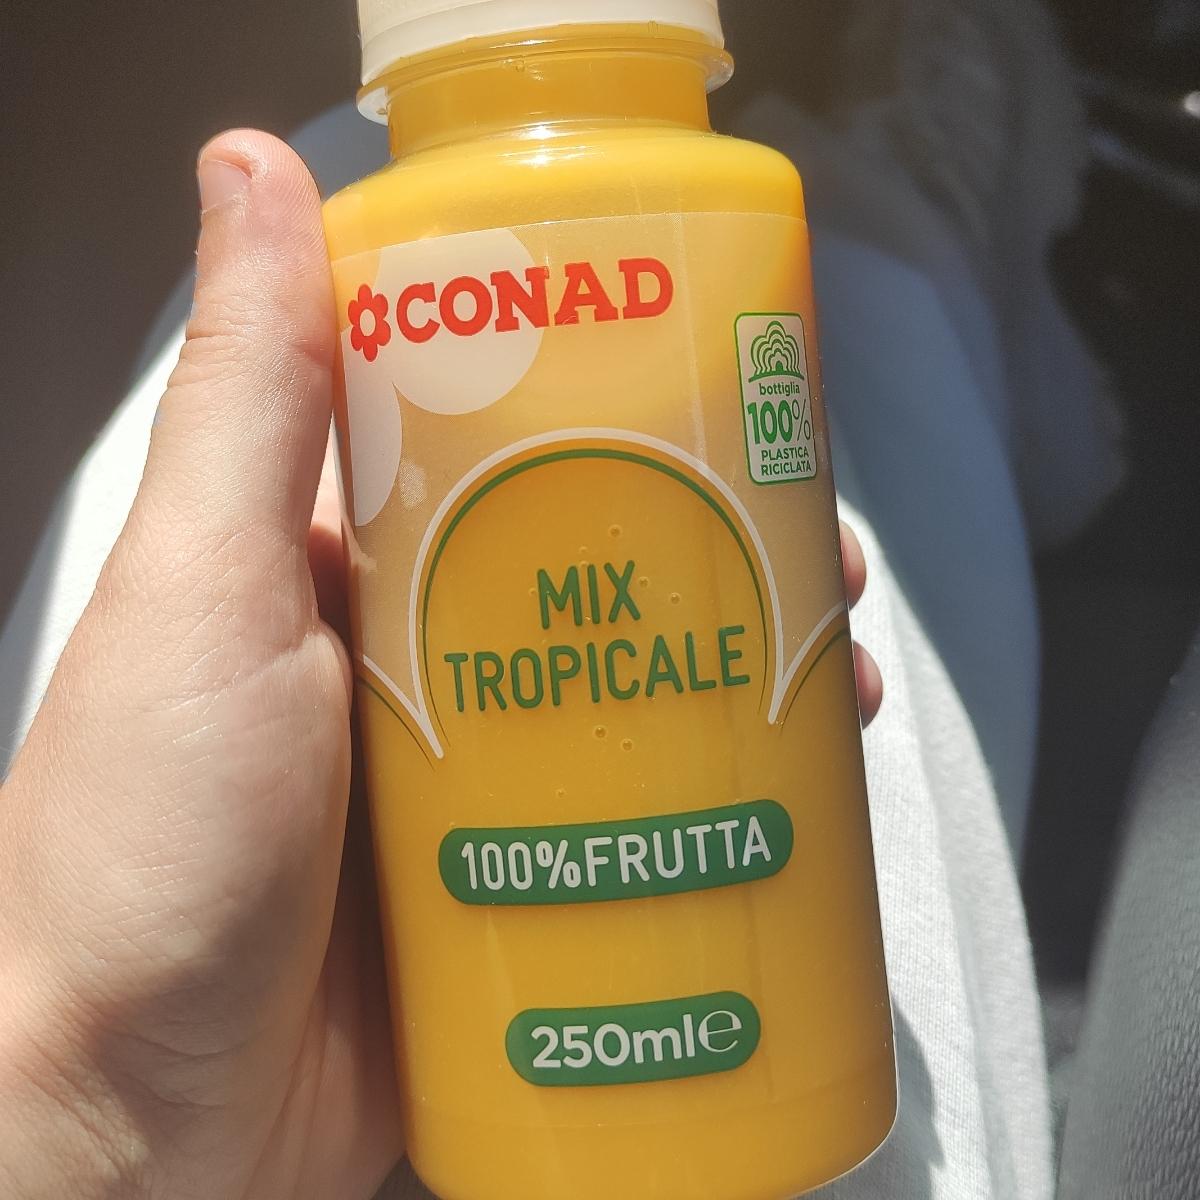 CONAD
bottiglia
100%
PLASTICA
RICICLATA
MIX
TROPICALE
100%FRUTTA
250ml℮